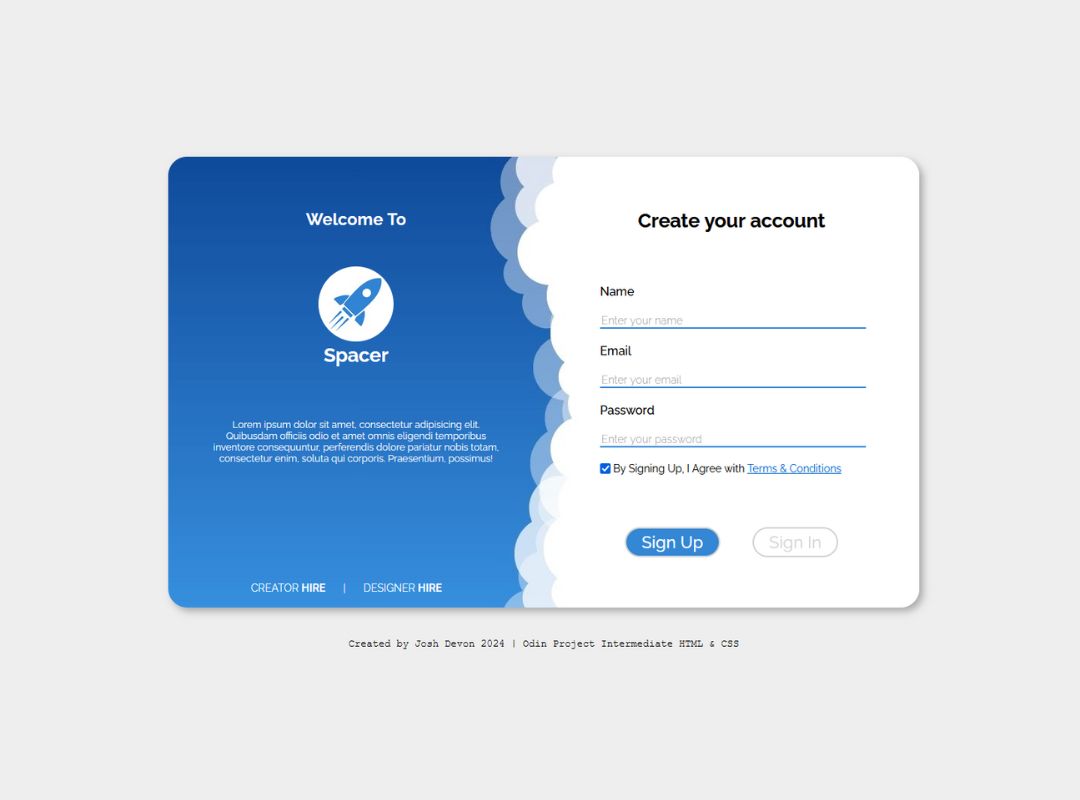 Welcome To
Spacer
Lorem ipsum dolor sit amet, consectetur adipisicing elit.
Quibusdam officiis odio et amet omnis eligendi temporibus
inventore consequuntur, perferendis dolore pariatur nobis totam,
consectetur enim, soluta qui corporis. Praesentium, possimus!
CREATOR HIRE | DESIGNER HIRE
Create your account
Name
Enter your name
Email
Enter your email
Password
Enter your password
By Signing Up, I Agree with Terms & Conditions
Sign Up
Sign In
Created by Josh Devon 2024 | Odin Project Intermediate HTML & CSS